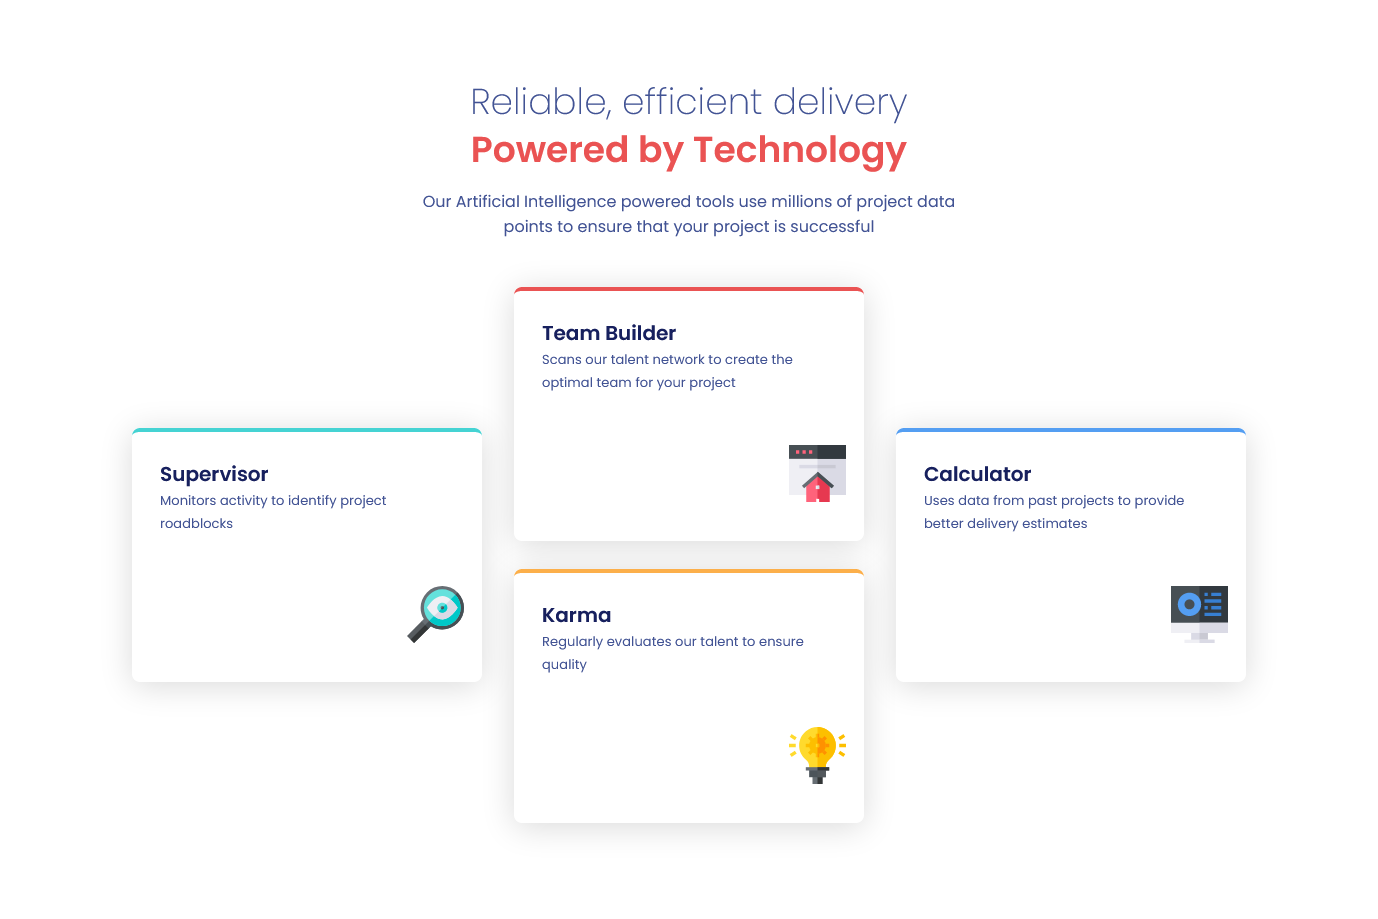 Reliable, efficient delivery
Powered by Technology
Our Artificial Intelligence powered tools use millions of project data
points to ensure that your project is successful
Team Builder
Scans our talent network to create the
optimal team for your project
Supervisor
Monitors activity to identify project
roadblocks
Calculator
Uses data from past projects to provide
better delivery estimates
Karma
Regularly evaluates our talent to ensure
quality